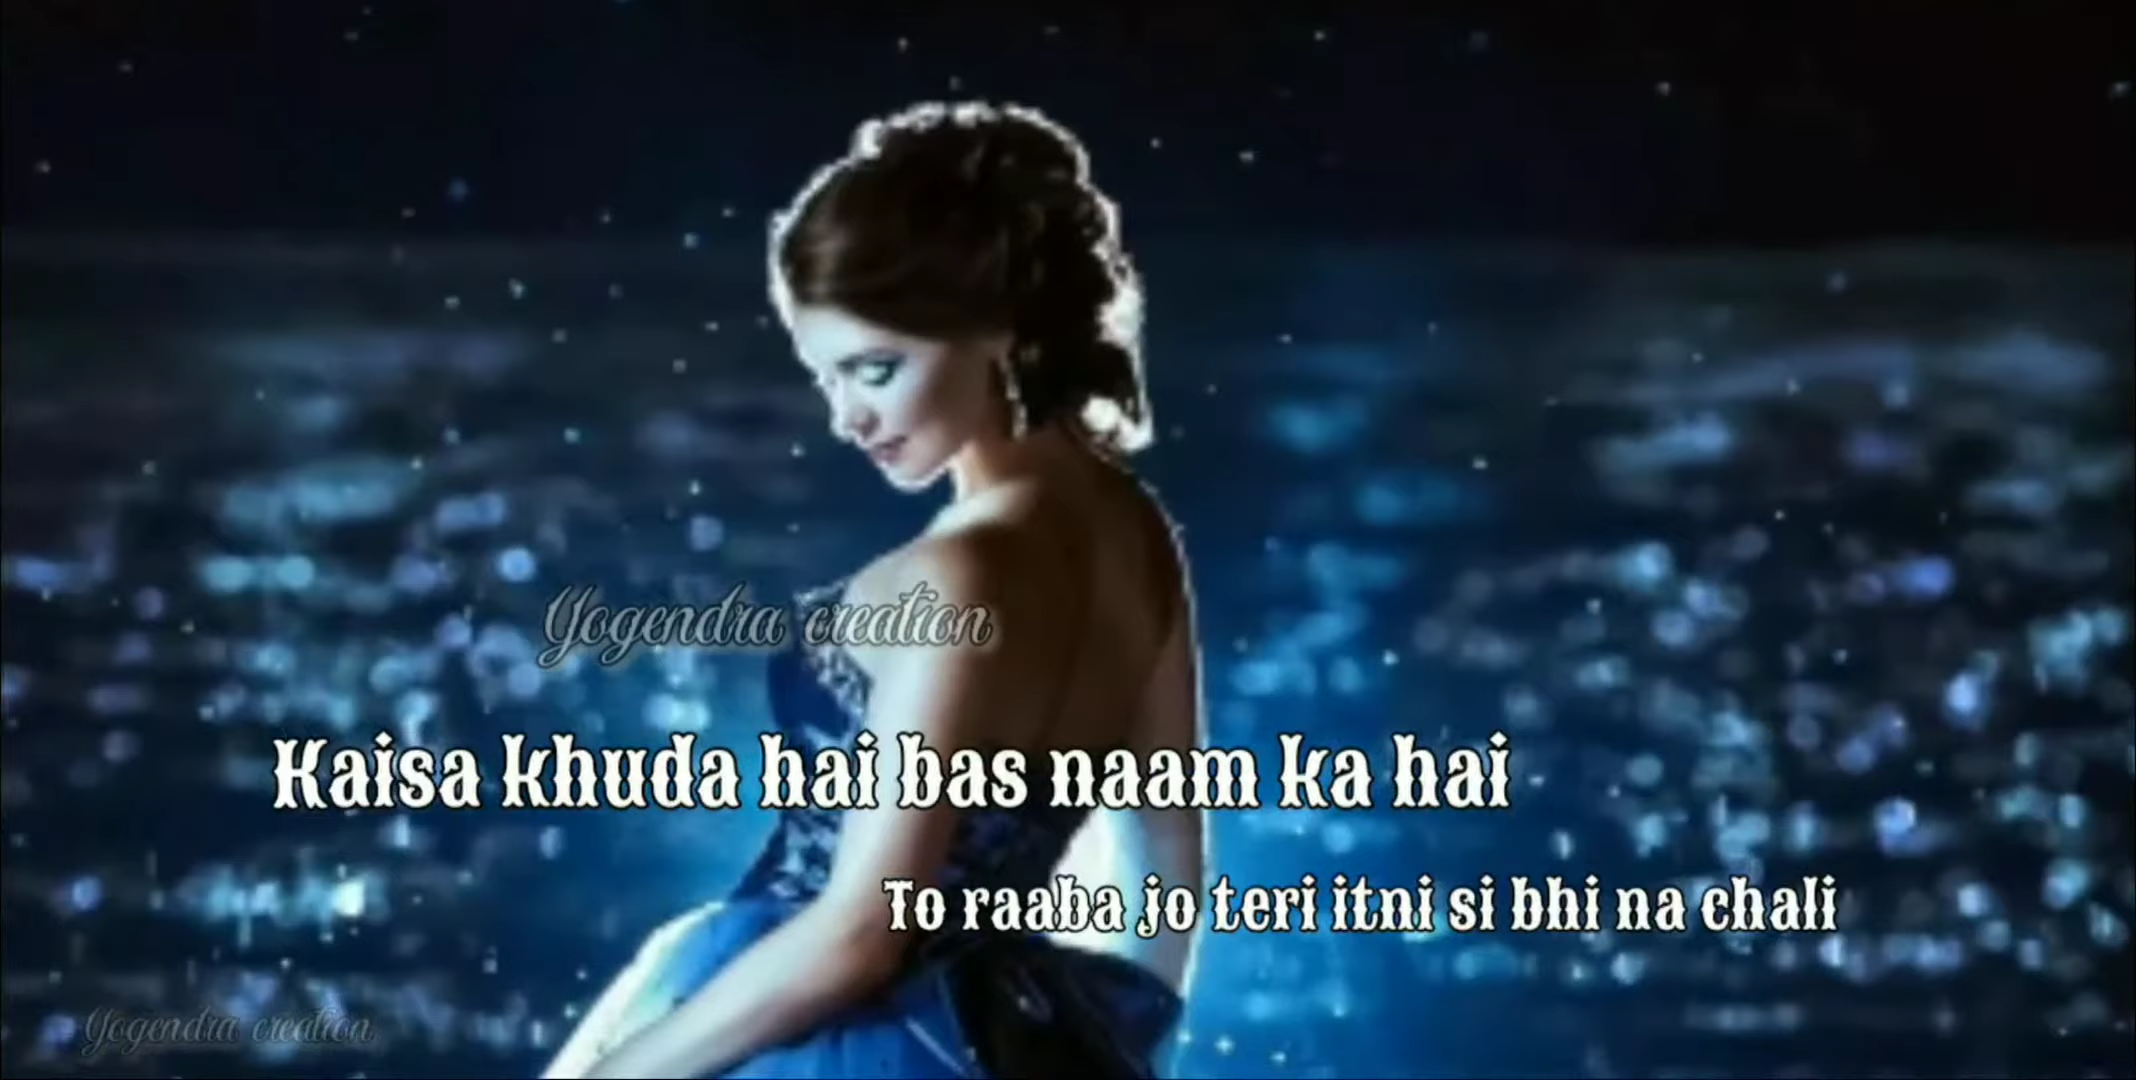 Yogendra creation
Kaisa khuda hai bas naam ka hai
To raaba jo teri itni si bhi na chali
Yogendra creation